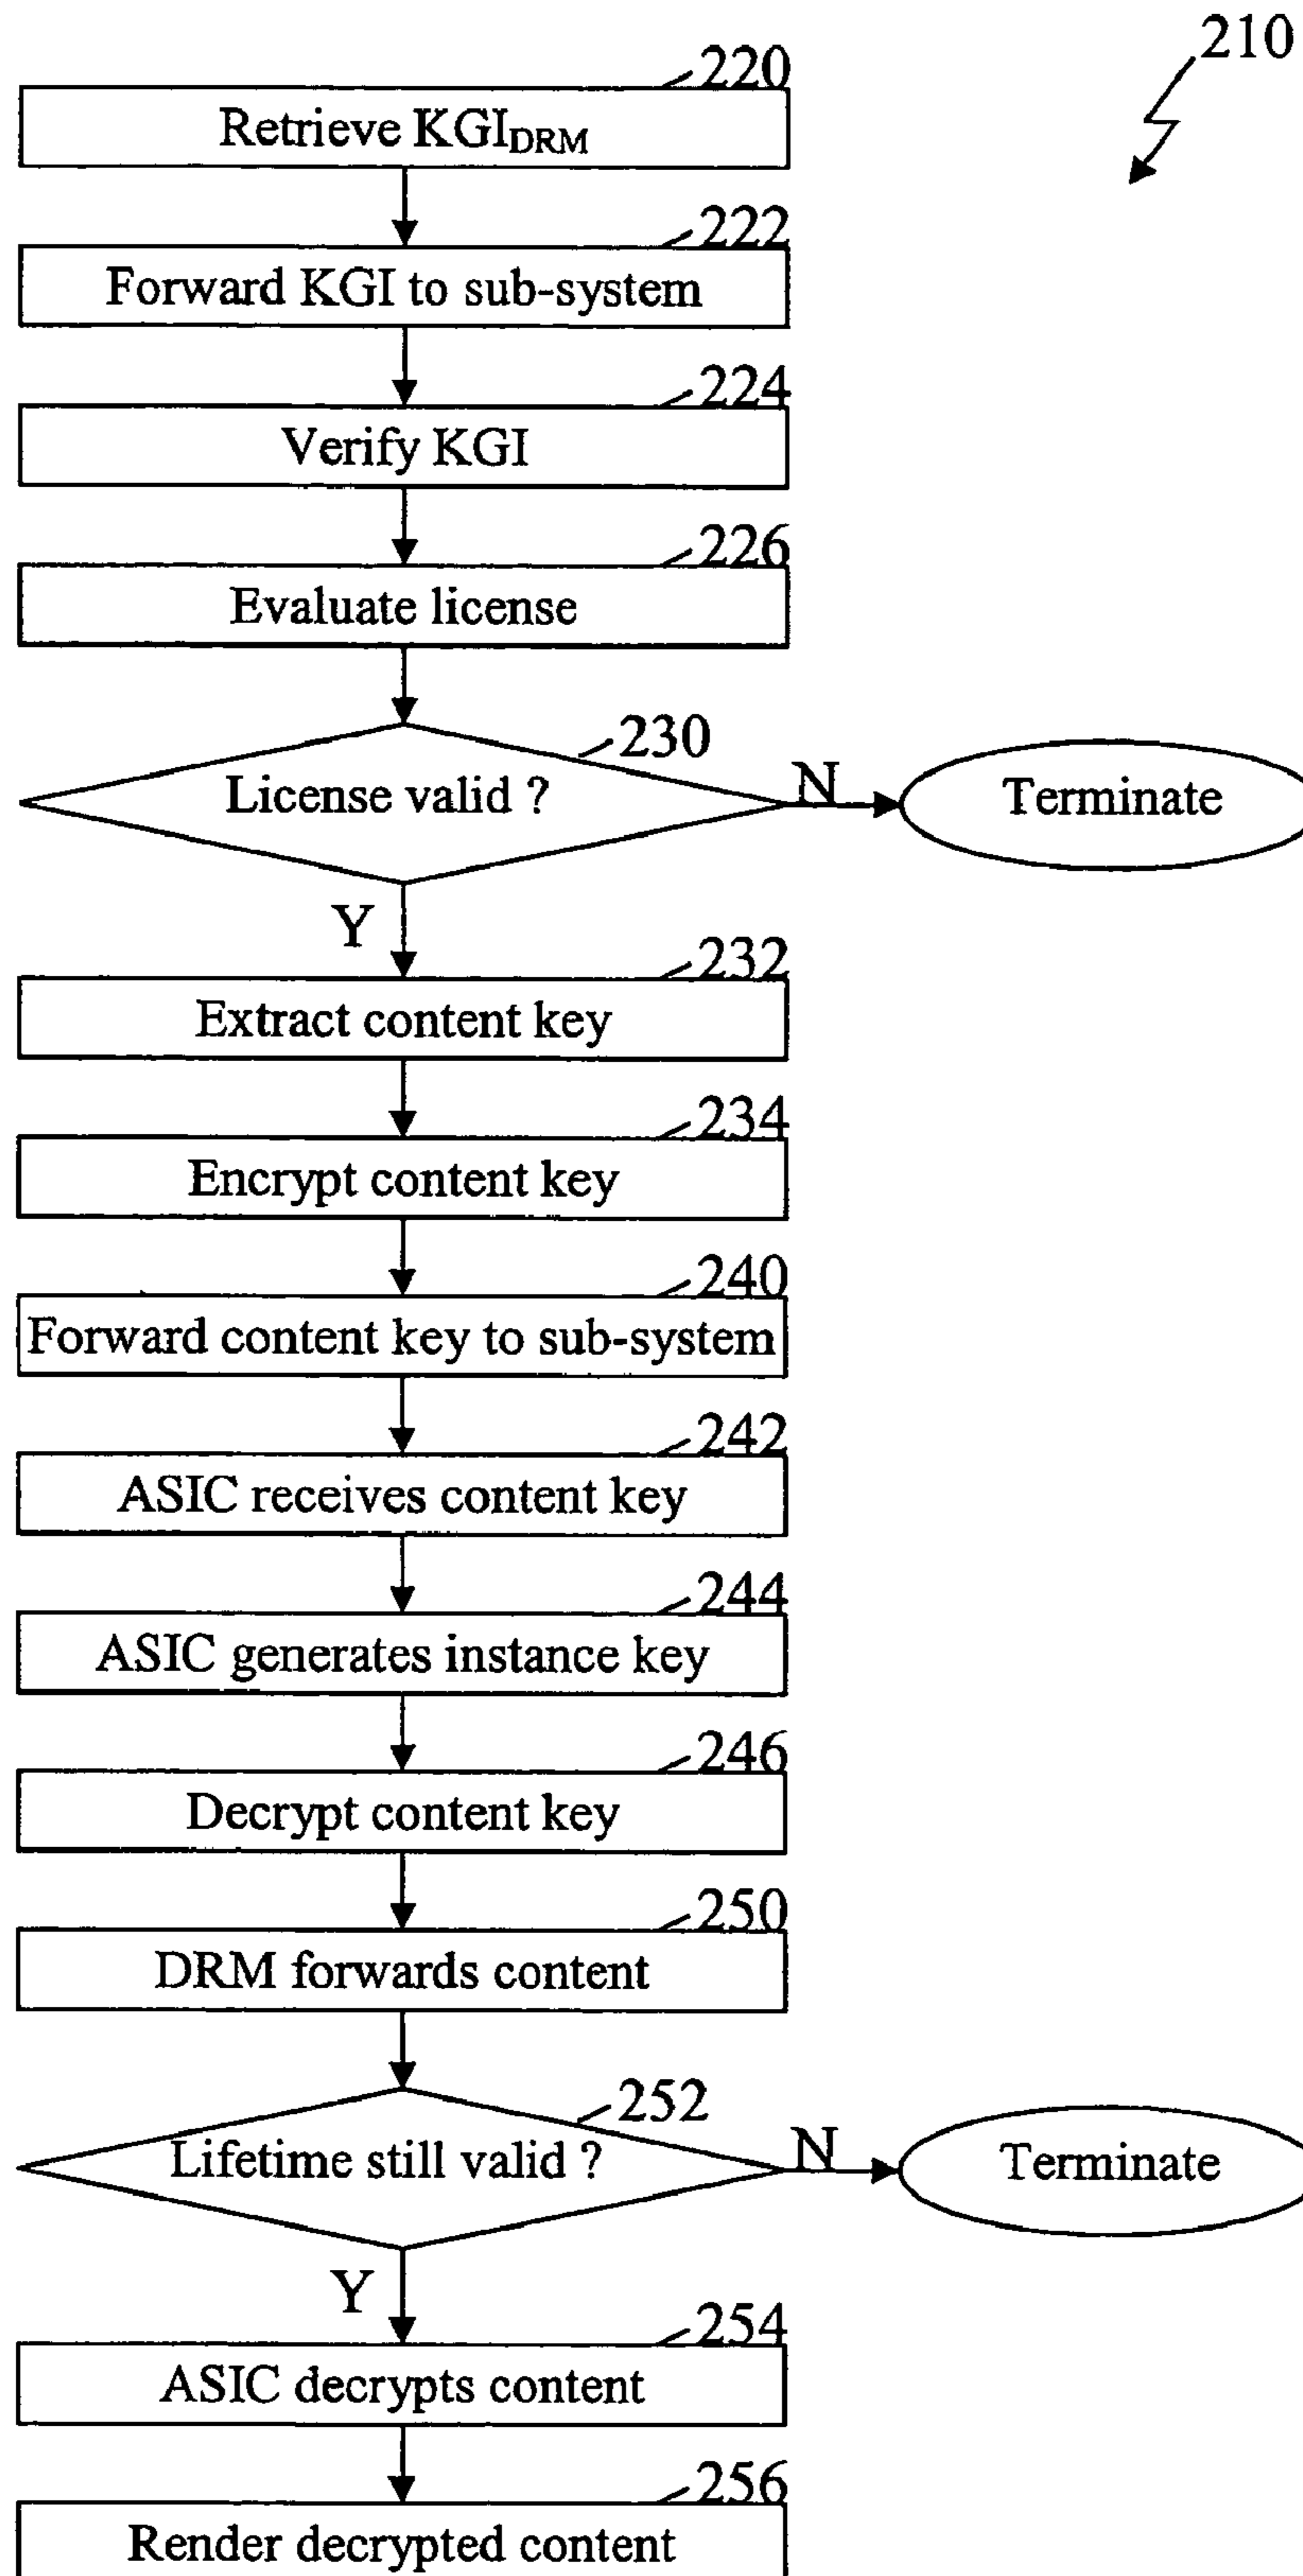 210
220
Retrieve KGIDRM
222
Forward KGI to sub-system
224
Verify KGI
226
Evaluate license
230
License valid ?
N
Terminate
Y
232
Extract content key
234
Encrypt content key
240
Forward content key to sub-system
242
ASIC receives content key
244
ASIC generates instance key
246
Decrypt content key
250
DRM forwards content
252
Lifetime still valid ?
N
Terminate
Y
254
ASIC decrypts content
256
Render decrypted content